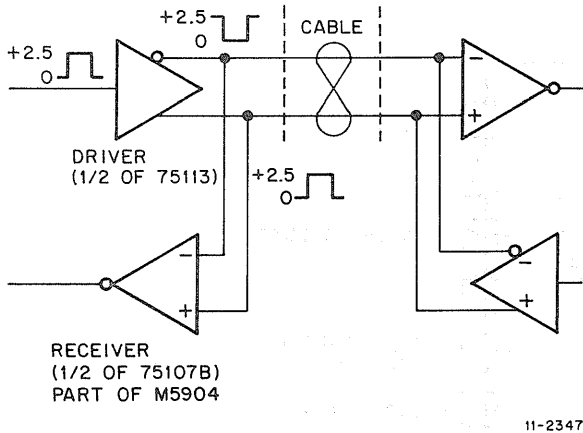 +2.5
0
+2.5
0
CABLE
-
+
DRIVER
(1/2 OF 75113)
+2.5
0
-
+
-
+
RECEIVER
(1/2 OF 75107B)
PART OF M5904
11-2347